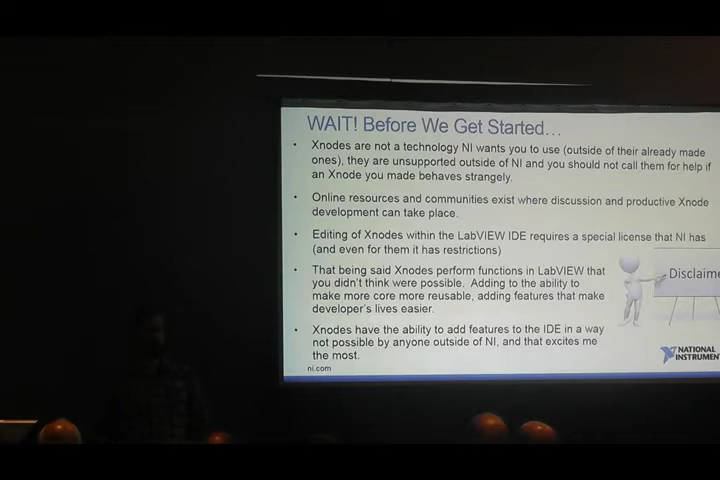 WAIT! Before We Get Started…
• Xnodes are not a technology NI wants you to use (outside of their already made
ones), they are unsupported outside of NI and you should not call them for help if
an Xnode you made behaves strangely.
• Online resources and communities exist where discussion and productive Xnode
development can take place.
• Editing of Xnodes within the LabVIEW IDE requires a special license that NI has
(and even for them it has restrictions)
• That being said Xnodes perform functions in LabVIEW that
you didn't think were possible. Adding to the ability to
make more core more reusable, adding features that make
developer's lives easier.
• Xnodes have the ability to add features to the IDE in a way
not possible by anyone outside of NI, and that excites me
the most.
Disclaime
NATIONAL
INSTRUMEN
ni.com